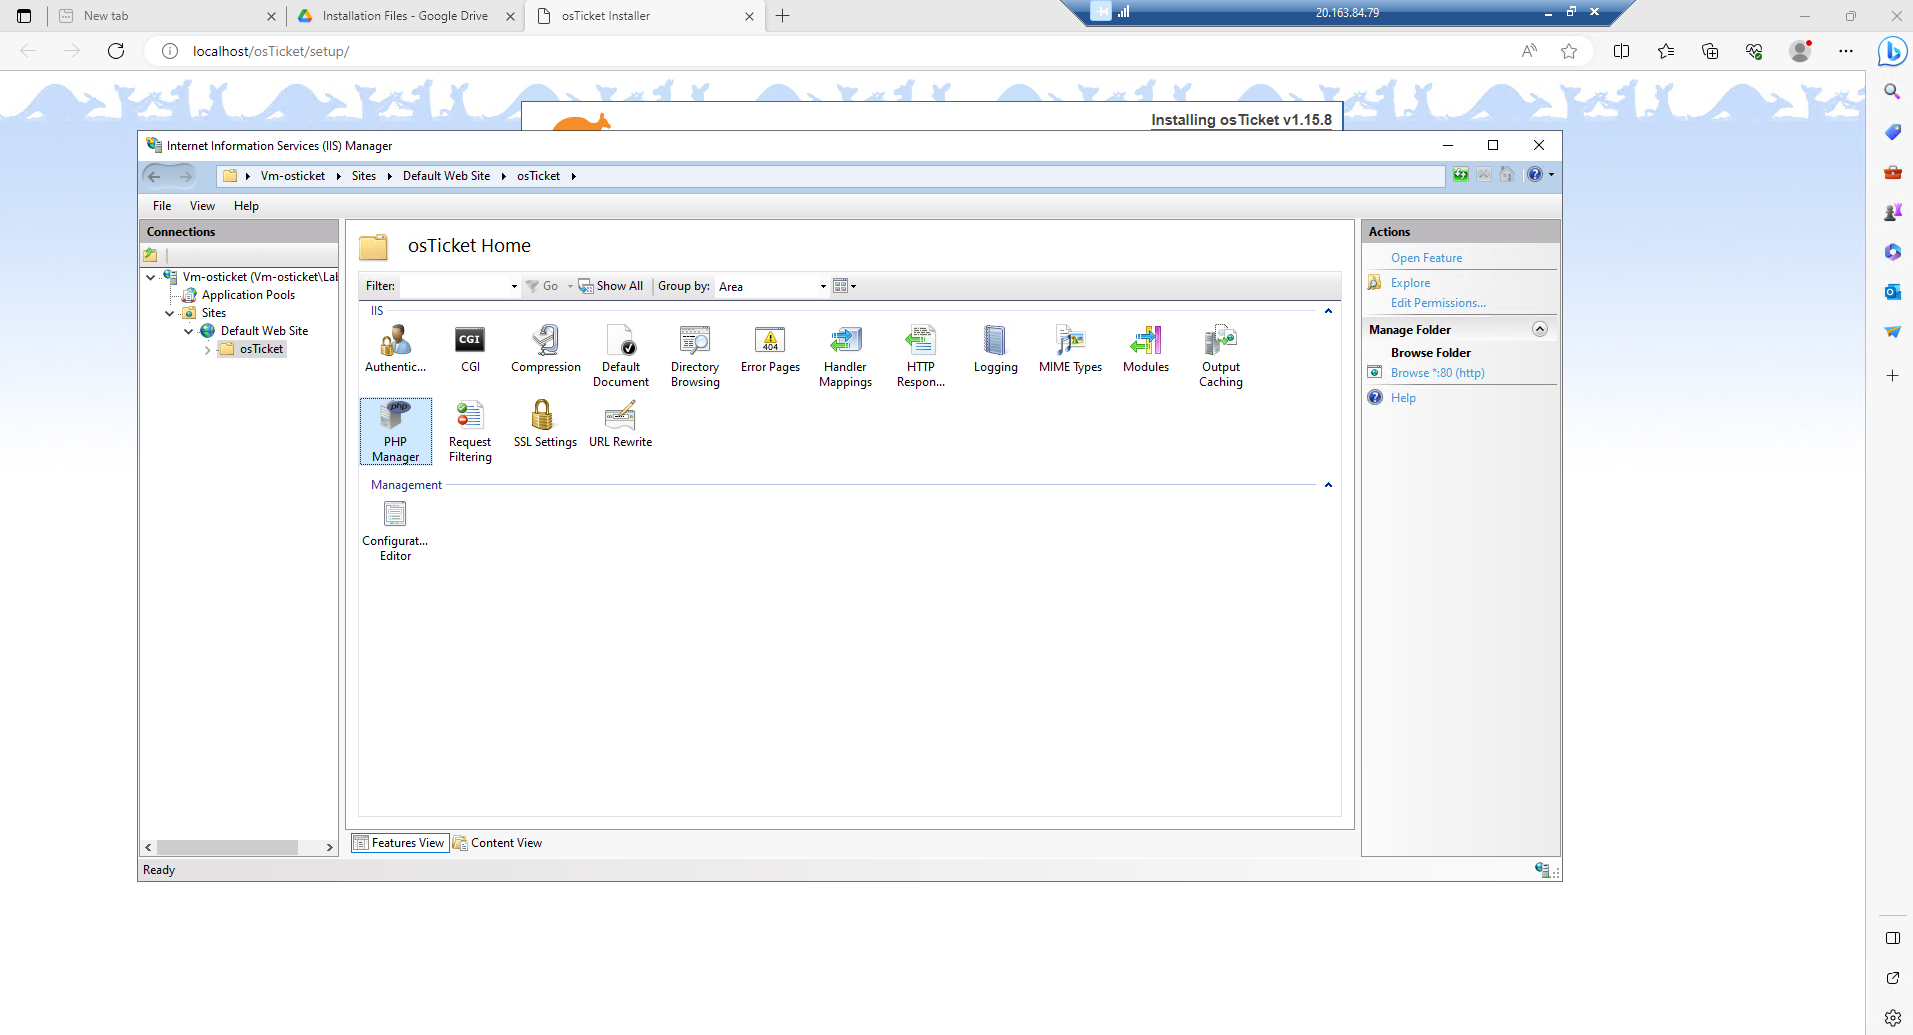 New tab
Installation Files - Google Drive
osTicket Installer
20.163.84.79
localhost/osTicket/setup/
Installing osTicket v1.15.8
Internet Information Services (IIS) Manager
Vm-osticket
Sites
Default Web Site
osTicket
File
View
Help
Connections
Vm-osticket (Vm-osticket\Lab
Application Pools
Sites
Default Web Site
osTicket
osTicket Home
Filter:
Go
Show All
Group by:
Area
IIS
Authentic...
CGI
CGI
Compression
Default
Document
Directory
Browsing
404
Error Pages
Handler
Mappings
HTTP
Respon...
Logging
MIME Types
Modules
Output
Caching
php
PHP
Manager
Request
Filtering
SSL Settings
URL Rewrite
Management
Configurat...
Editor
Features View
Content View
Actions
Open Feature
Explore
Edit Permissions...
Manage Folder
Browse Folder
Browse *:80 (http)
Help
Ready